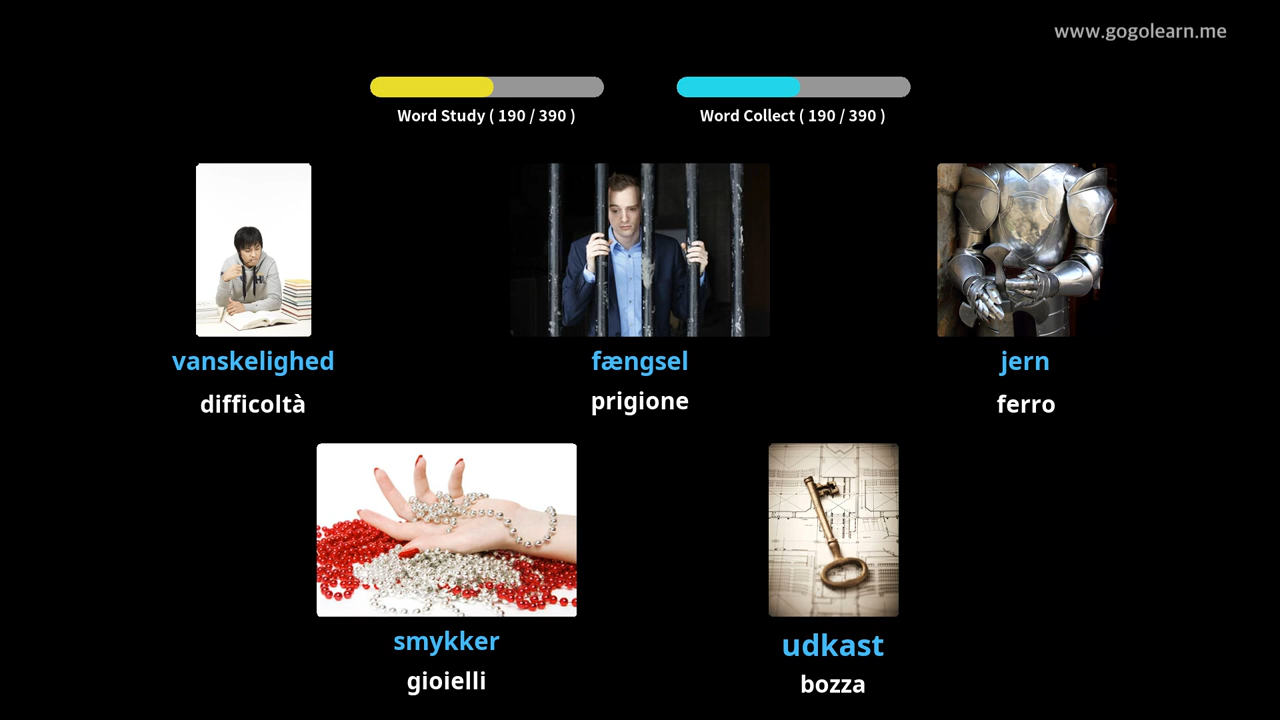 www.gogolearn.me
Word Study ( 190 / 390 )
Word Collect ( 190 / 390 )
vanskelighed
difficoltà
fængsel
prigione
jern
ferro
smykker
gioielli
udkast
bozza